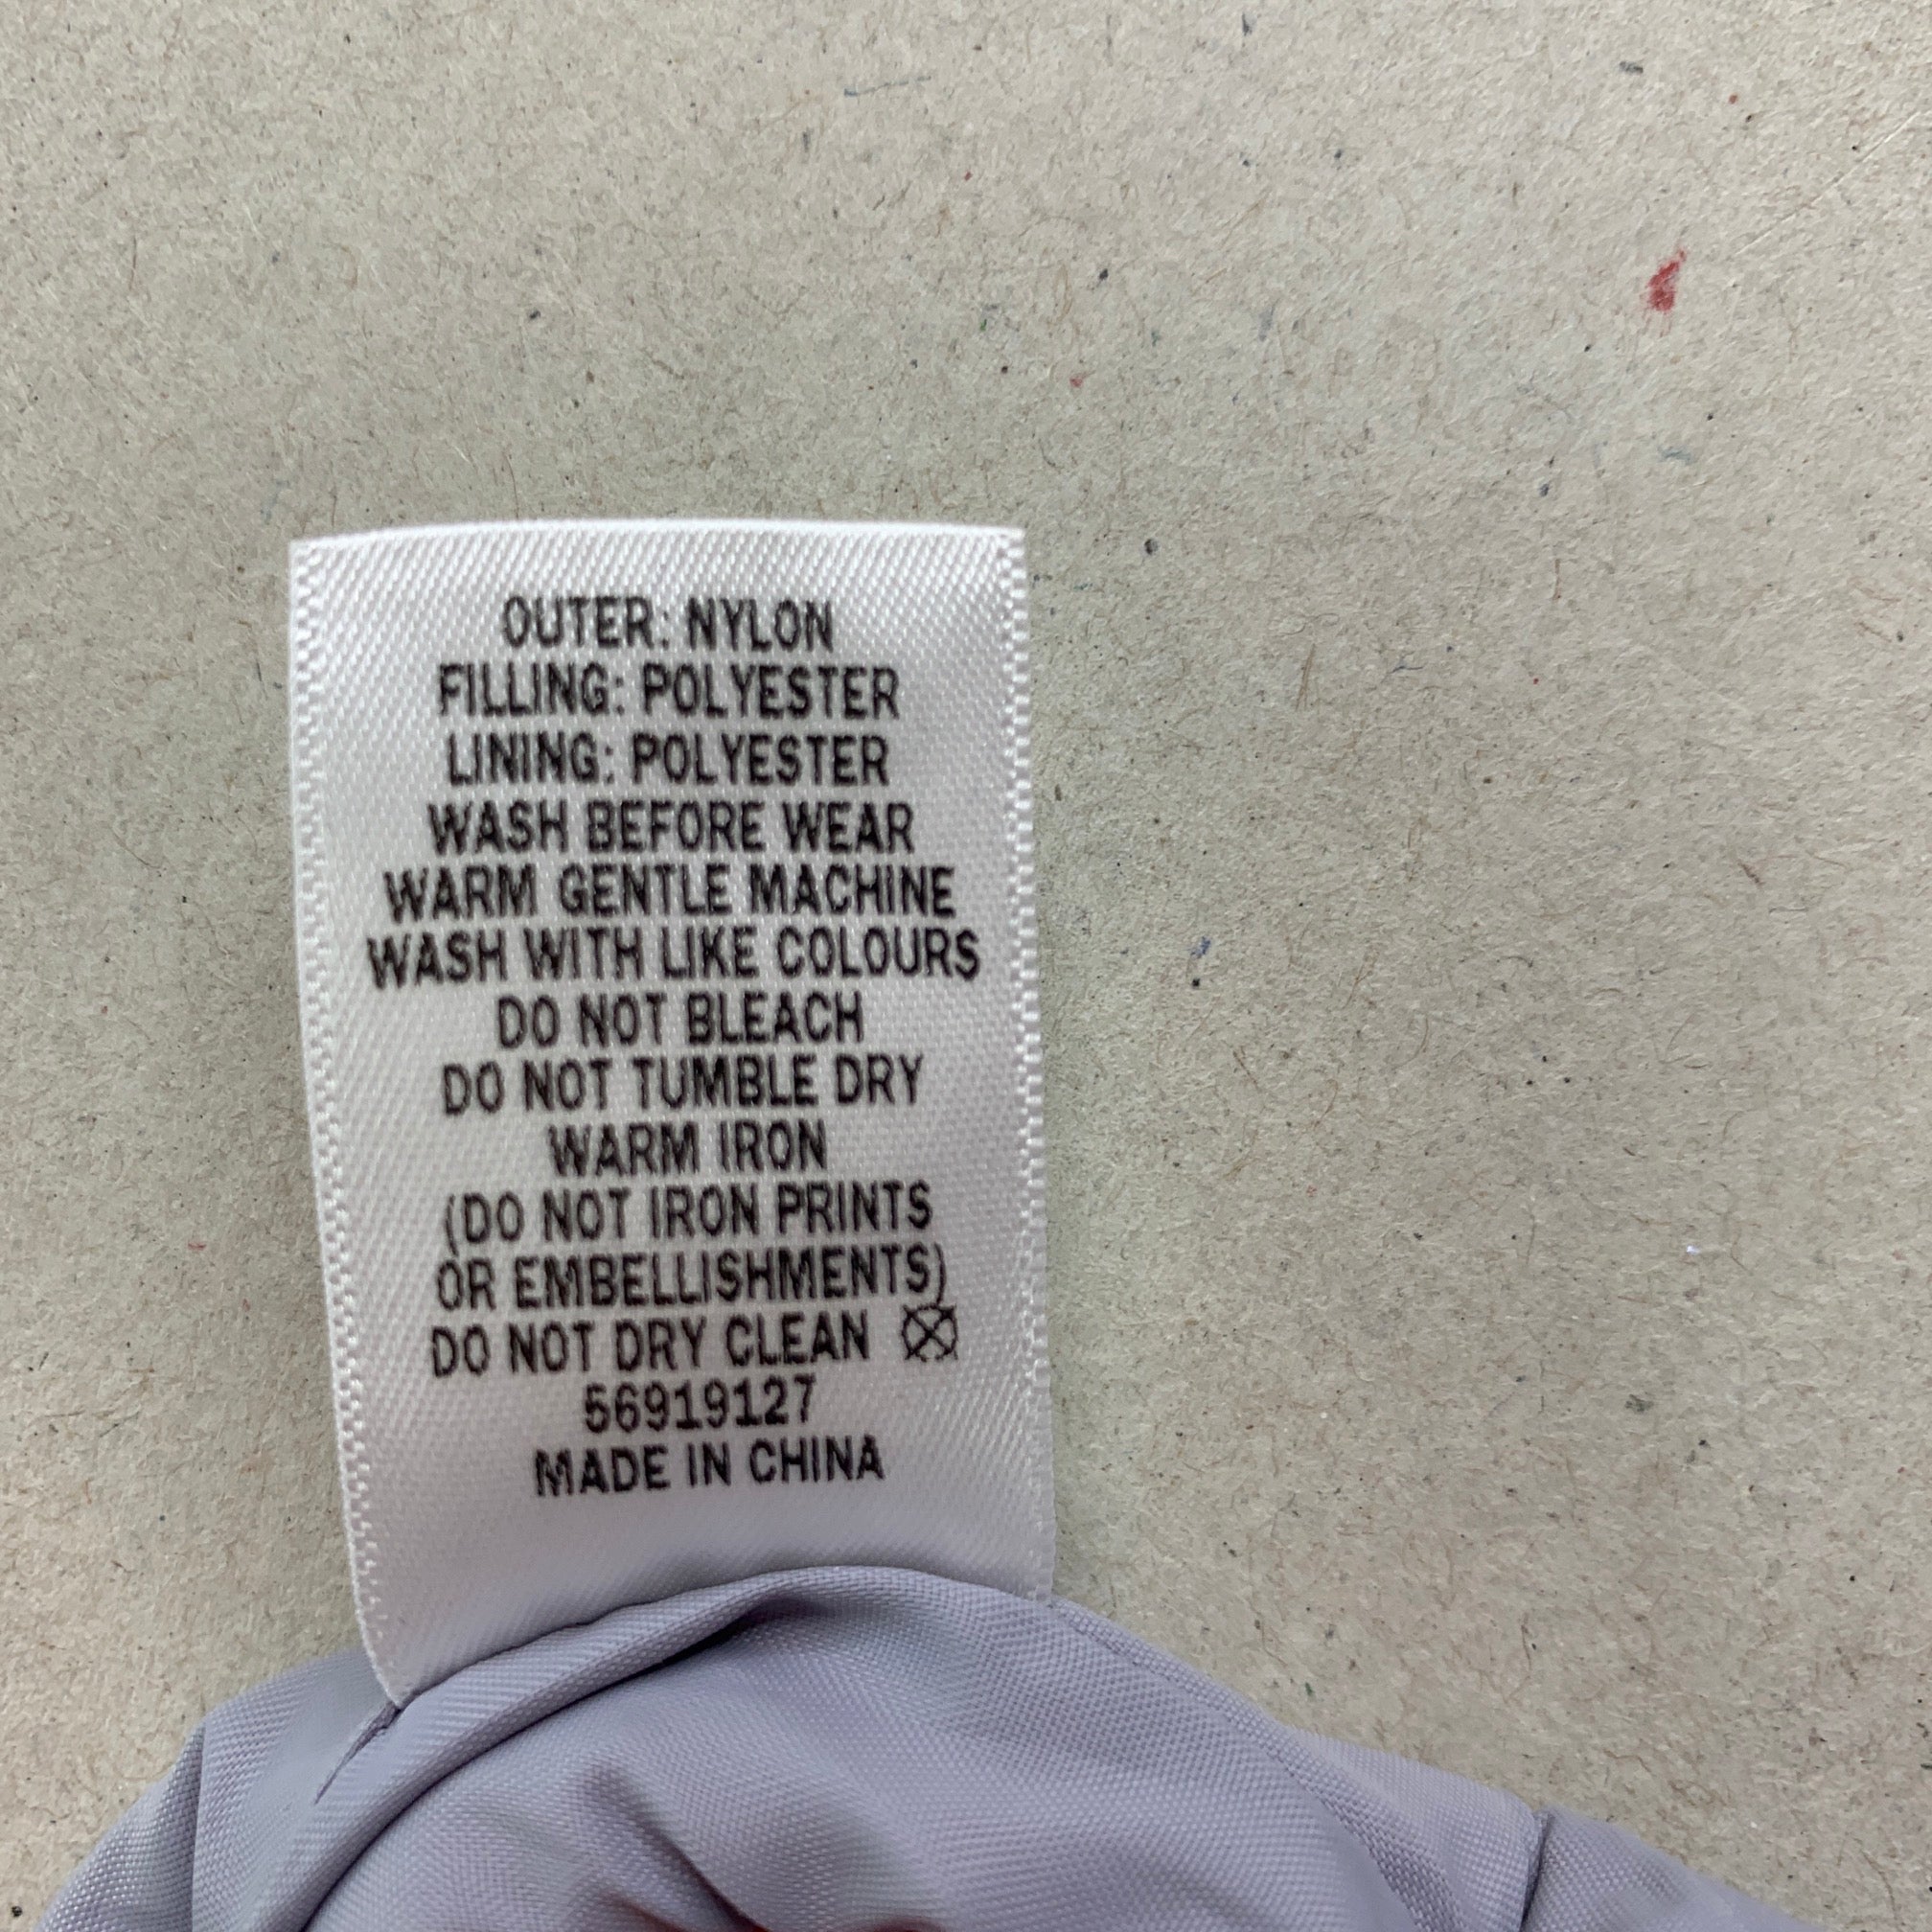 OUTER: NYLON
FILLING: POLYESTER
LINING: POLYESTER
WASH BEFORE WEAR
WARM GENTLE MACHINE
WASH WITH LIKE COLOURS
DO NOT BLEACH
DO NOT TUMBLE DRY
WARM IRON
(DO NOT IRON PRINTS
OR EMBELLISHMENTS)
DO NOT DRY CLEAN
56919127
MADE IN CHINA